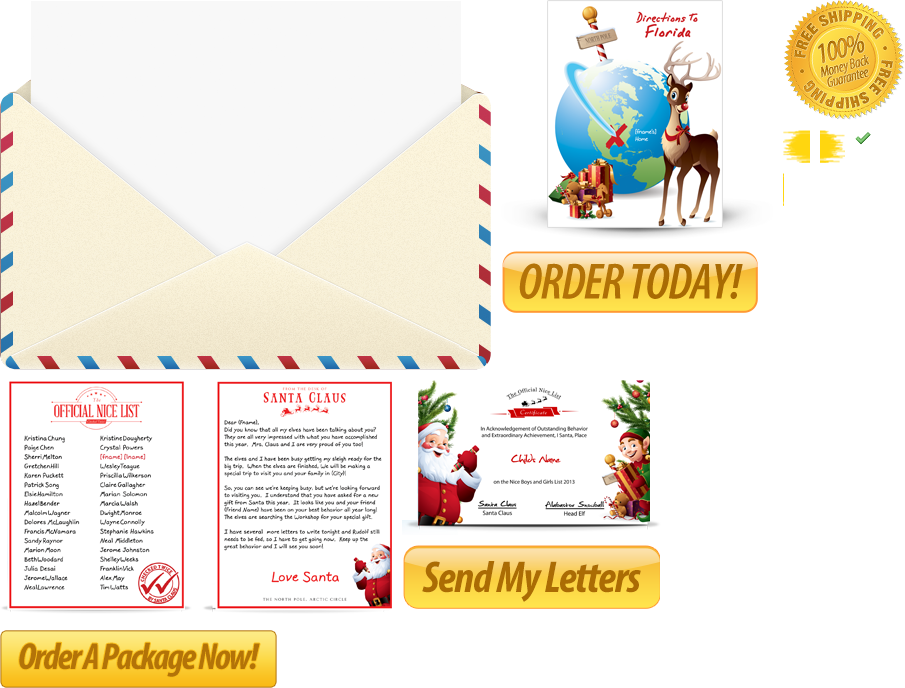 Directions To
Florida
NORTH POLE
[fname's]
Home
FREE SHIPPING
100%
Money Back
Guarantee
FREE SHIPPING
ORDER TODAY!
The
OFFICIAL NICE LIST
Kristina Chung
Paige Chen
Sherri Melton
Gretchen Hill
Karen Puckett
Patrick Song
Elsie Hamilton
Hazel Bender
Malcolm Wagner
Dolores McLaughlin
Francis McNamara
Sandy Raynor
Marion Moon
Beth Woodard
Julia Desai
Jerome Wallace
Neal Lawrence
Kristine Dougherty
Crystal Powers
[fname] [lname]
Wesley Teague
Priscilla Wilkerson
Claire Gallagher
Marian Solomon
Marcia Walsh
Dwight Monroe
Wayne Connolly
Stephanie Hawkins
Neal Middleton
Jerome Johnston
Shelley Weeks
Franklin Vick
Alex May
Tim Watts
CHECKED TWICE
BY SANTA CLAUS
FROM THE DESK OF
SANTA CLAUS
Dear [fname],
Did you know that all my elves have been talking about you?
They are all very impressed with what you have accomplished
this year. Mrs. Claus and I are very proud of you too!
The elves and I have been busy getting my sleigh ready for the
big trip. When the elves are finished, We will be making a
special trip to visit you and your family in [City]!
So, you can see we're keeping busy, but we're looking forward
to visiting you. I understand that you have asked for a new
gift from Santa this year. It looks like you and your friend
[Friend Name] have been on your best behavior all year long!
The elves are searching the Workshop for your special gift.
I have several more letters to write tonight and Rudolf still
needs to be fed, so I have to get going now. Keep up the
great behavior and I will see you soon!
Love Santa
THE NORTH POLE, ARCTIC CIRCLE
The Official Nice List
Certificate
In Acknowledgement of Outstanding Behavior
and Extraordinary Achievement, I Santa, Place
Child's Name
on the Nice Boys and Girls List 2013
Santa Claus
Santa Claus
Alabaster Snowball
Head Elf
Send My Letters
Order A Package Now!